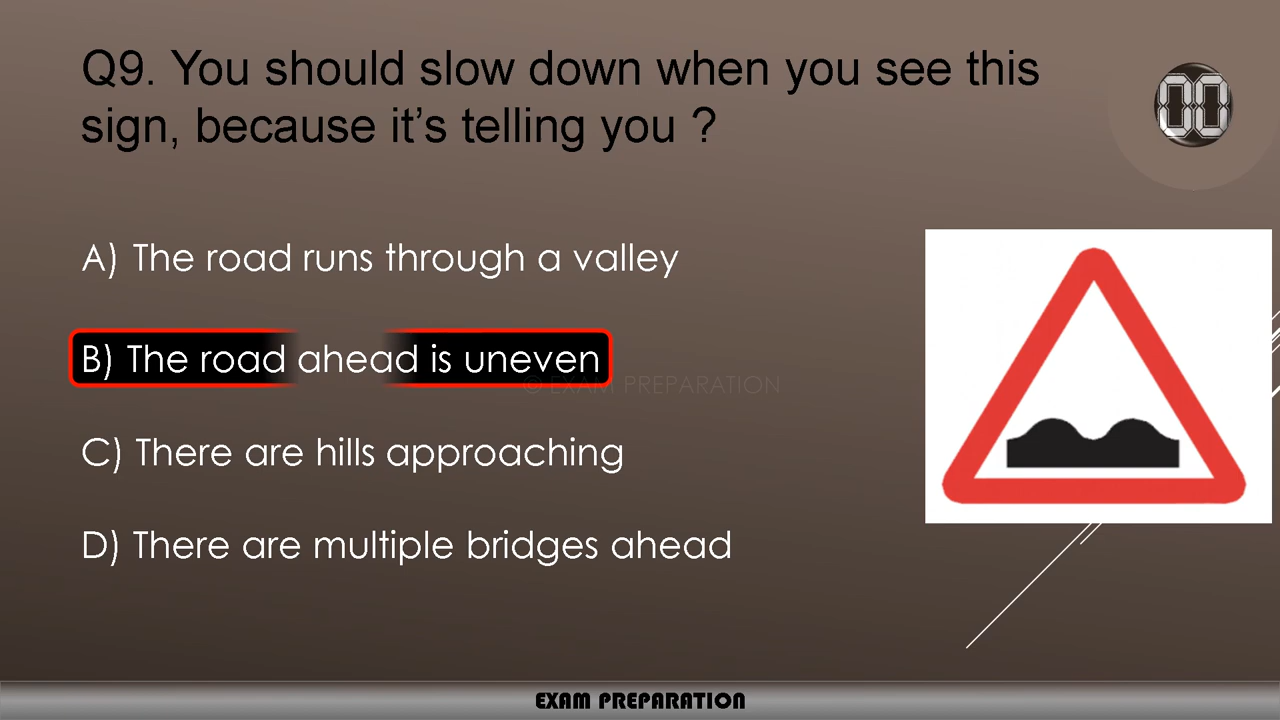 Q9. You should slow down when you see this
sign, because it’s telling you ?
00
A) The road runs through a valley
B) The road ahead is uneven
© EXAM PREPARATION
C) There are hills approaching
D) There are multiple bridges ahead
EXAM PREPARATION